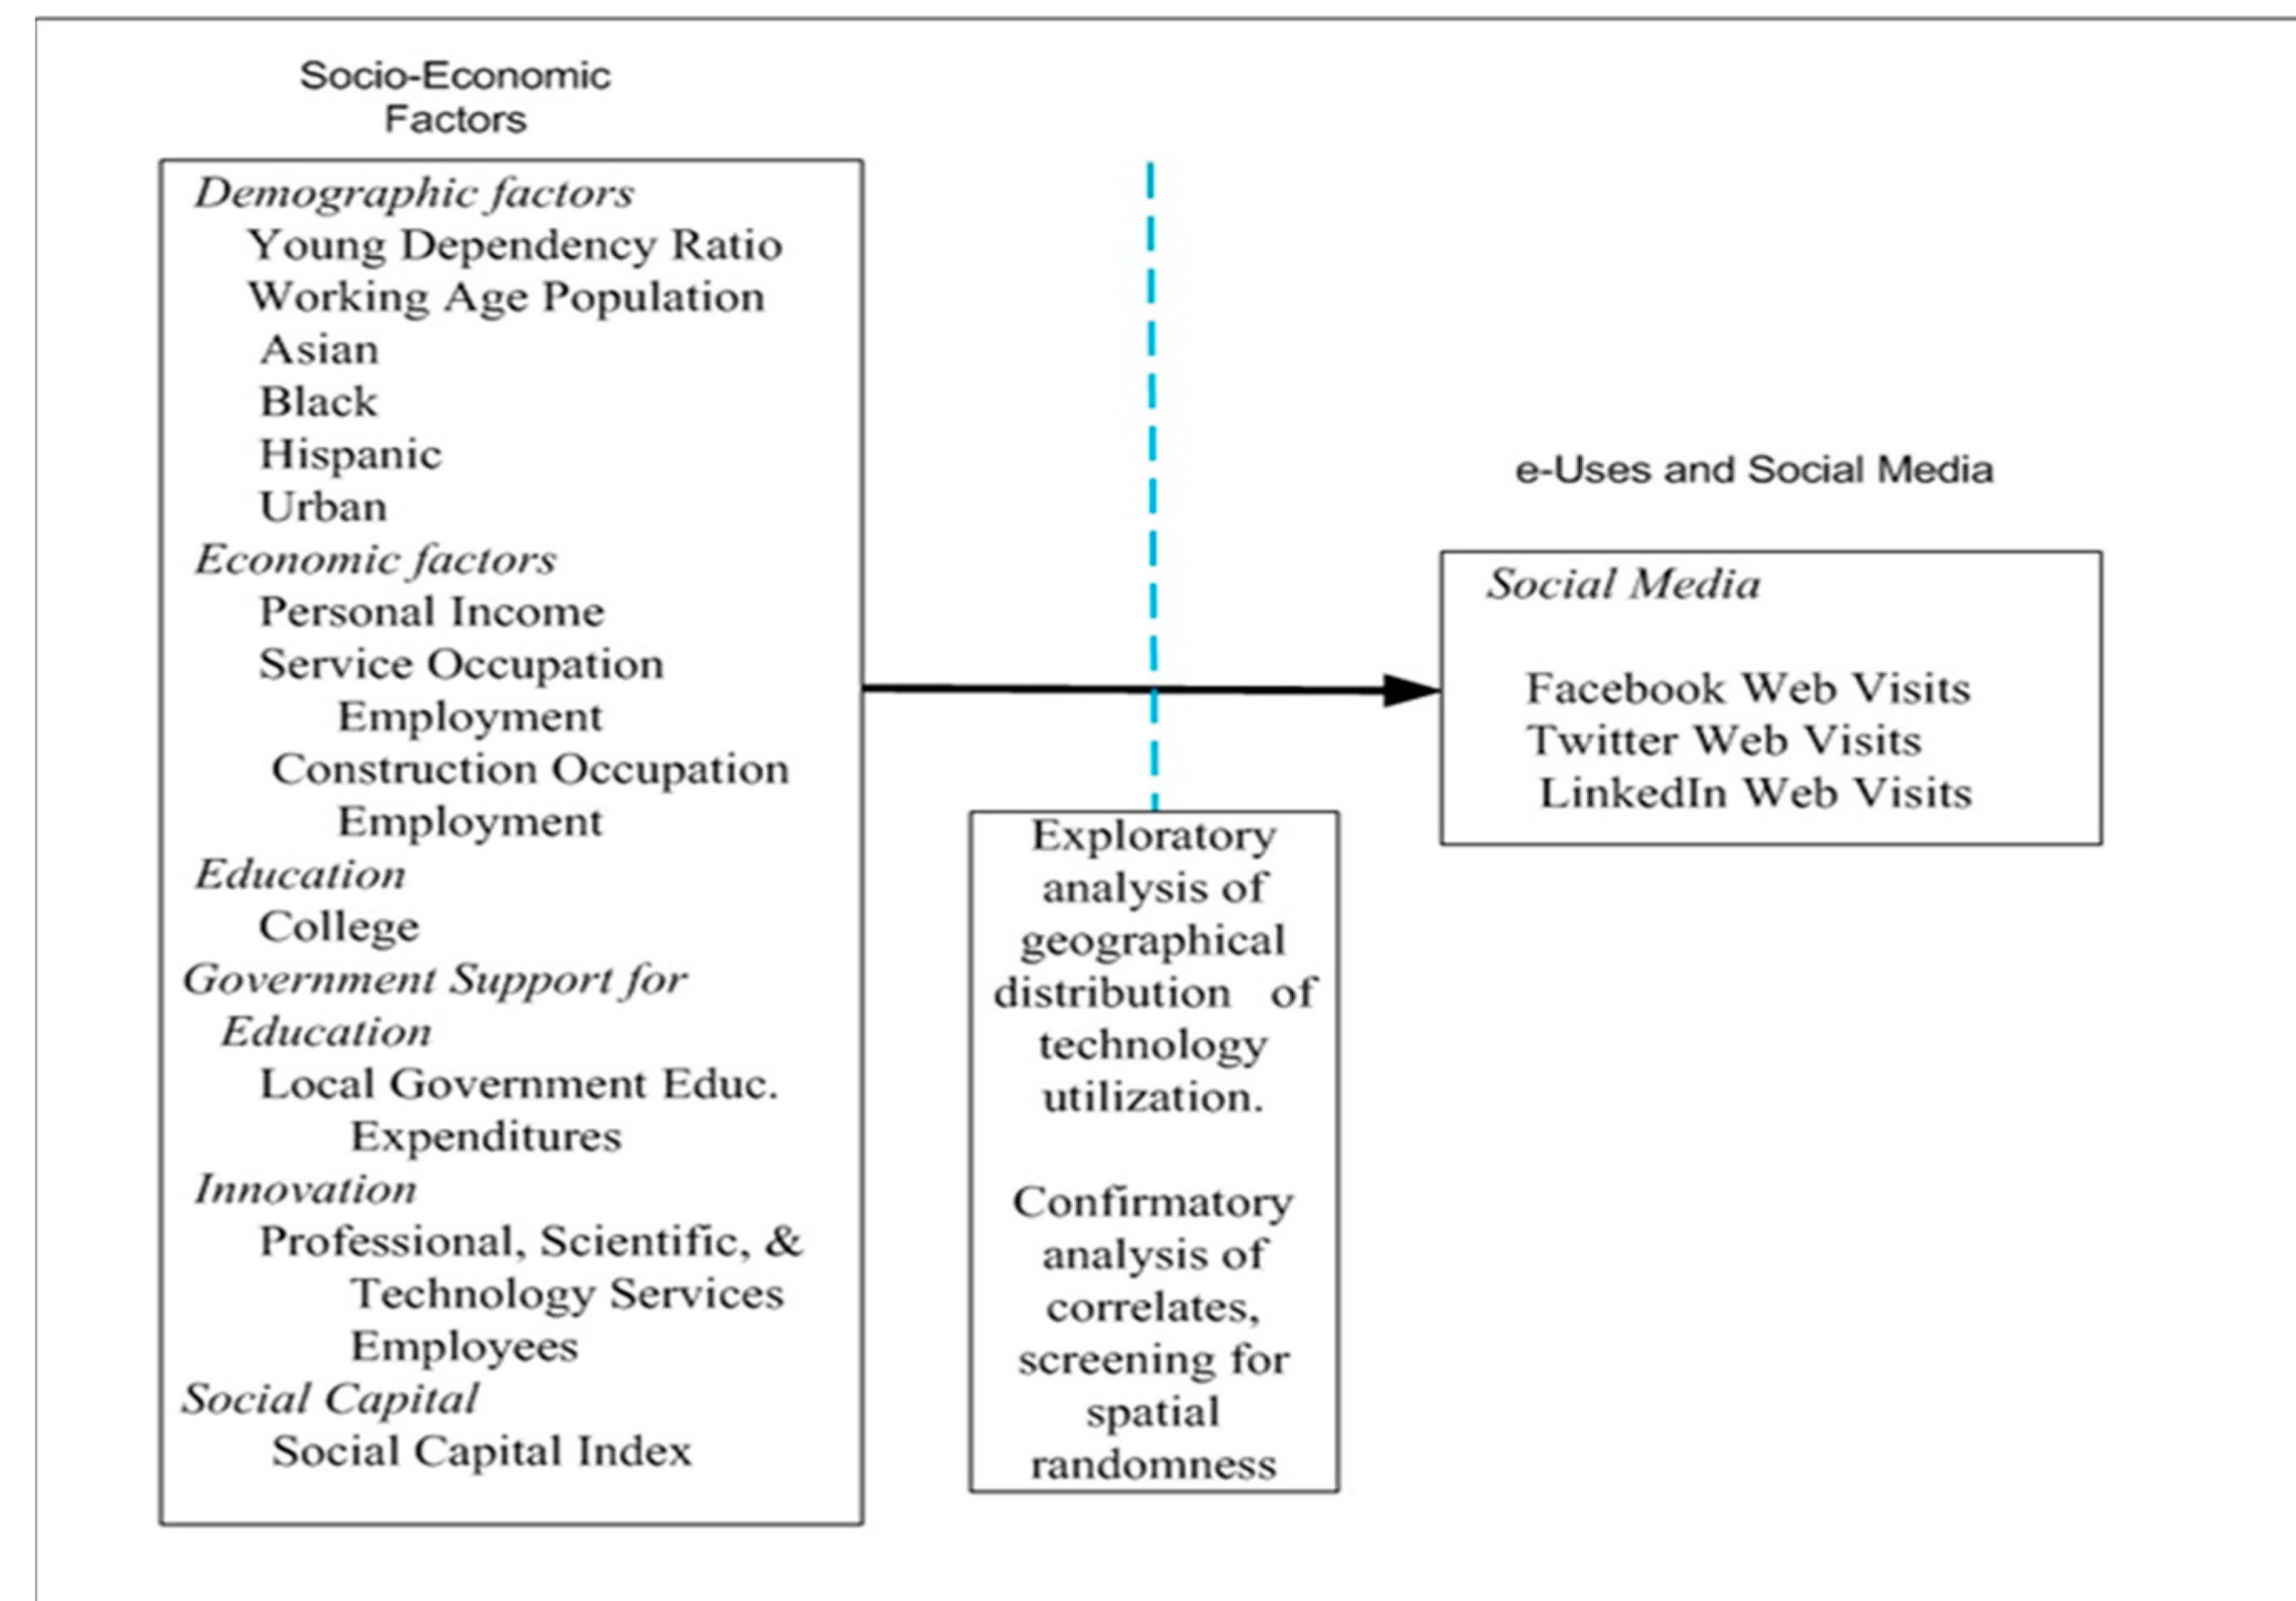 Socio-Economic
Factors
Demographic factors
Young Dependency Ratio
Working Age Population
Asian
Black
Hispanic
Urban
Economic factors
Personal Income
Service Occupation
Employment
Construction Occupation
Employment
Education
College
Government Support for
Education
Local Government Educ.
Expenditures
Innovation
Professional, Scientific, &
Technology Services
Employees
Social Capital
Social Capital Index
Exploratory
analysis of
geographical
distribution of
technology
utilization.
Confirmatory
analysis of
correlates,
screening for
spatial
randomness
e-Uses and Social Media
Social Media
Facebook Web Visits
Twitter Web Visits
LinkedIn Web Visits